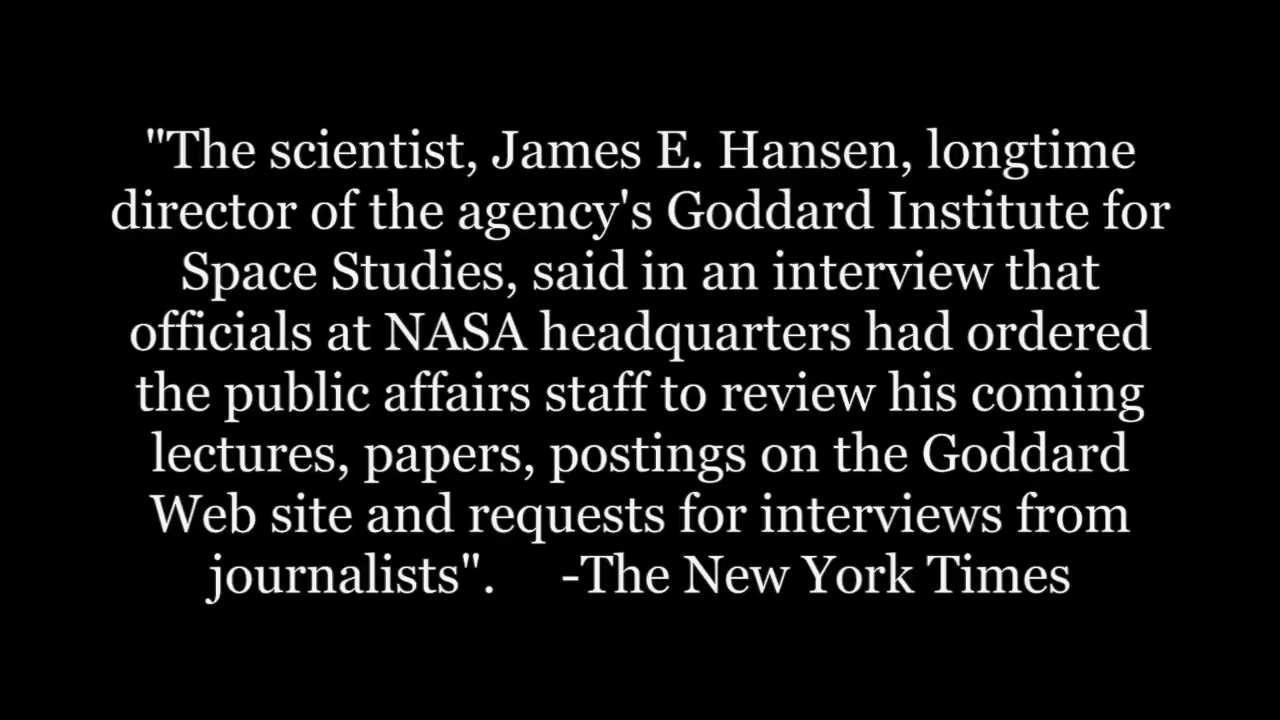 "The scientist, James E. Hansen, longtime
director of the agency's Goddard Institute for
Space Studies, said in an interview that
officials at NASA headquarters had ordered
the public affairs staff to review his coming
lectures, papers, postings on the Goddard
Web site and requests for interviews from
journalists". -The New York Times